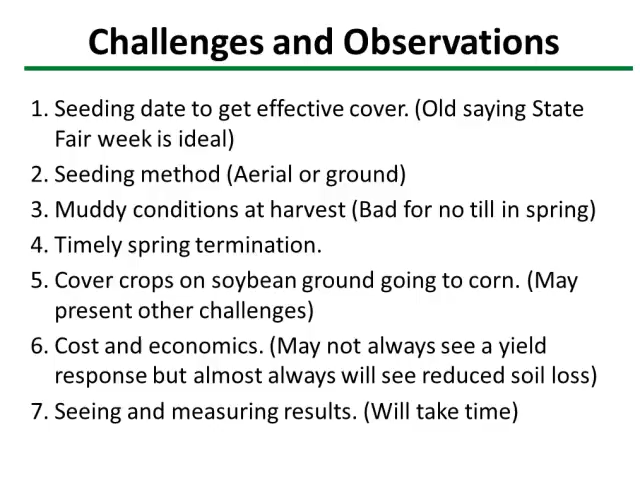 Challenges and Observations
1. Seeding date to get effective cover. (Old saying State
Fair week is ideal)
2. Seeding method (Aerial or ground)
3. Muddy conditions at harvest (Bad for no till in spring)
4. Timely spring termination.
5. Cover crops on soybean ground going to corn. (May
present other challenges)
6. Cost and economics. (May not always see a yield
response but almost always will see reduced soil loss)
7. Seeing and measuring results. (Will take time)